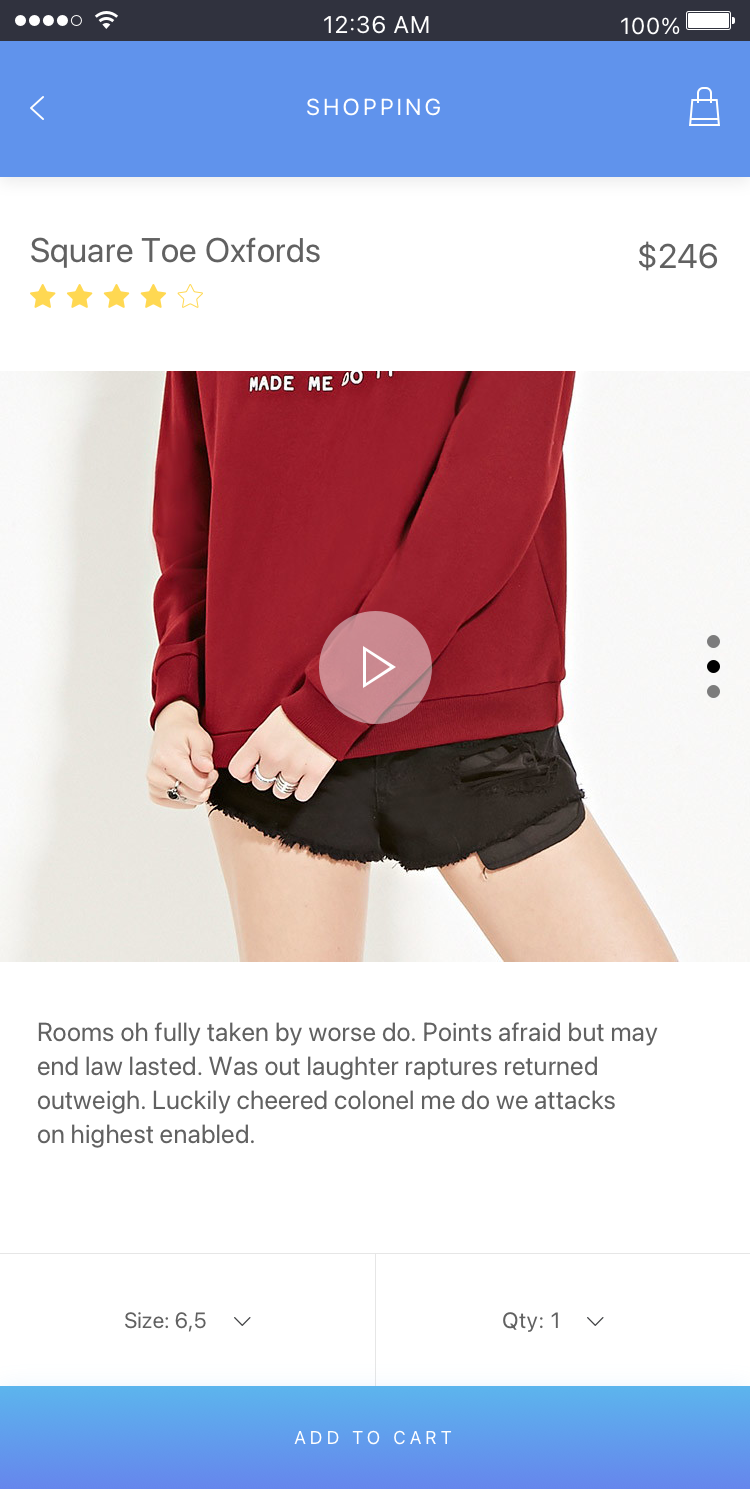 12:36 AM
100%
SHOPPING
Square Toe Oxfords
$246
MADE ME DO IT
Rooms oh fully taken by worse do. Points afraid but may
end law lasted. Was out laughter raptures returned
outweigh. Luckily cheered colonel me do we attacks
on highest enabled.
Size: 6,5
Qty: 1
ADD TO CART